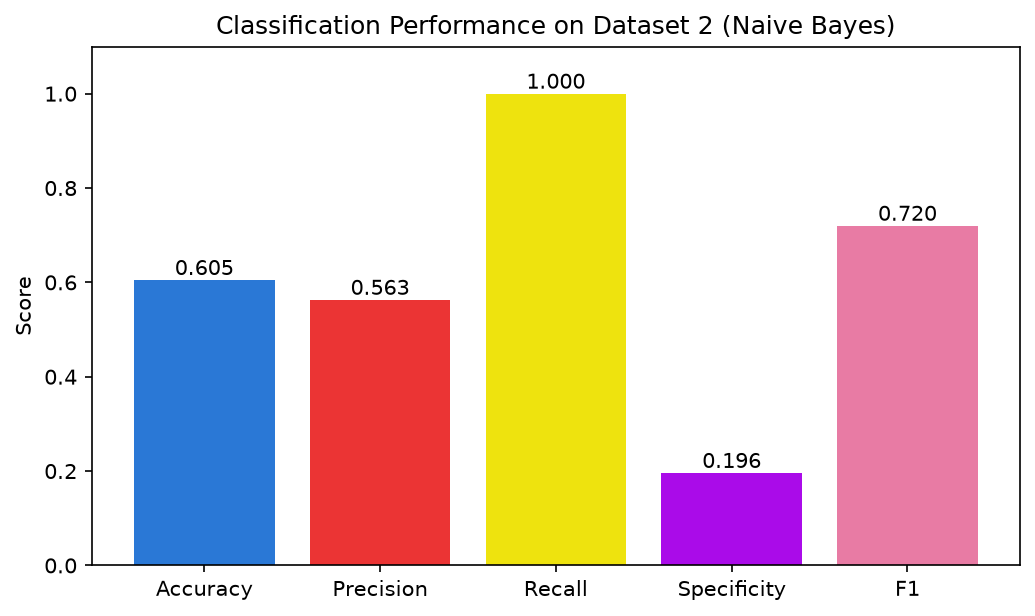 Classification Performance on Dataset 2 (Naive Bayes)
Score
1.0
0.8
0.6
0.4
0.2
0.0
0.605
0.563
1.000
0.196
0.720
Accuracy
Precision
Recall
Specificity
F1